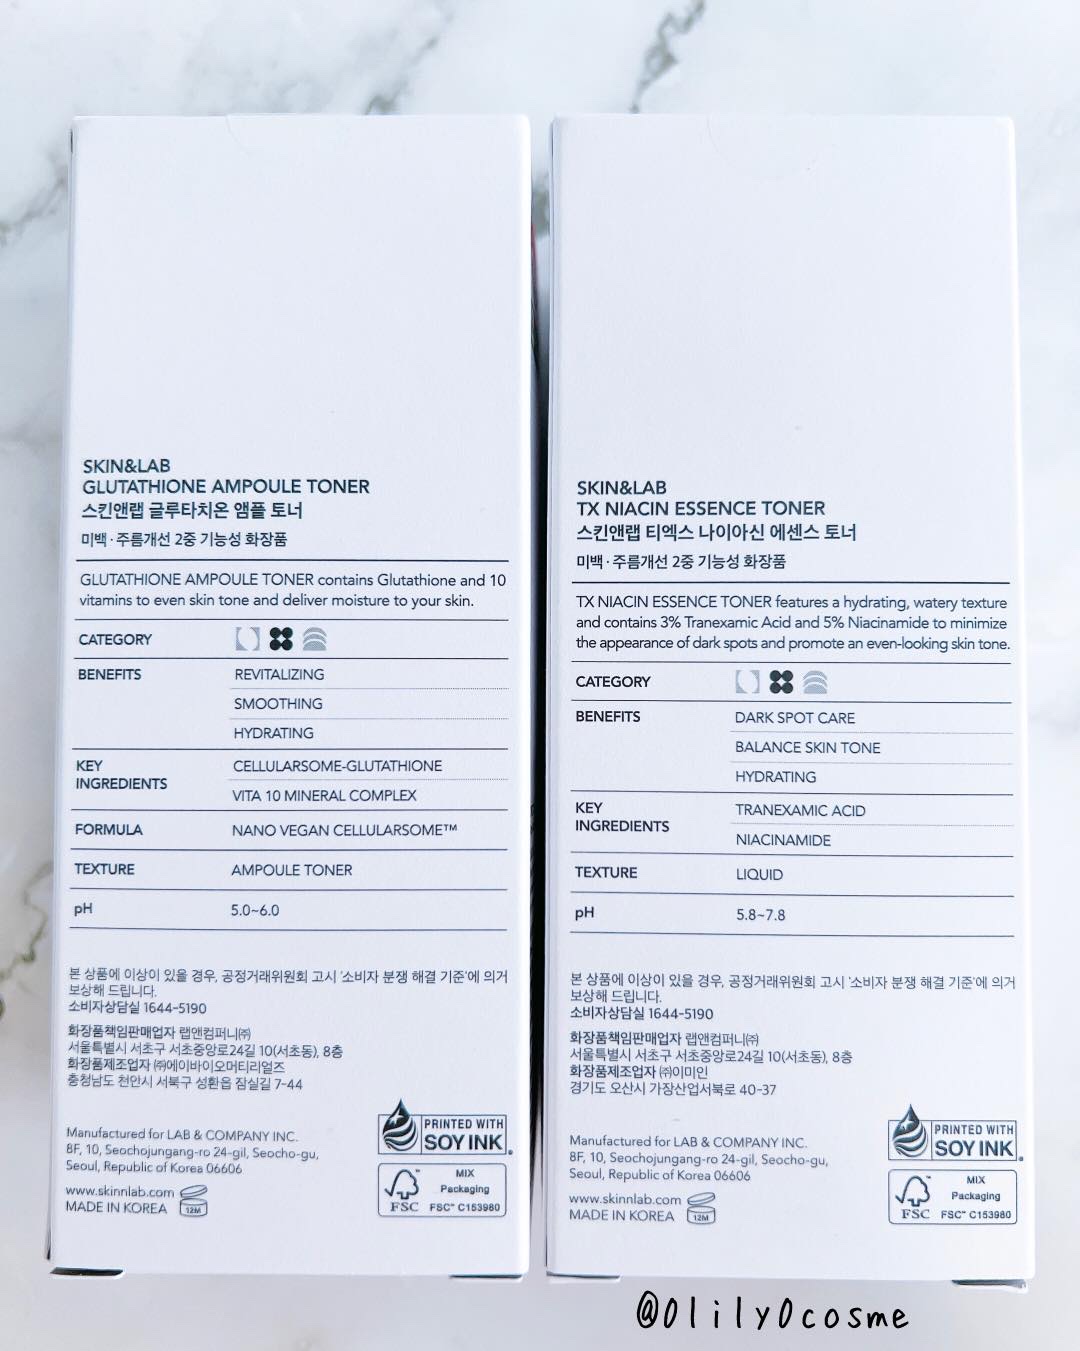 SKIN&LAB
GLUTATHIONE AMPOULE TONER
스킨앤랩 글루타치온 앰플 토너
미백 · 주름개선 2중 기능성 화장품
GLUTATHIONE AMPOULE TONER contains Glutathione and 10
vitamins to even skin tone and deliver moisture to your skin.
CATEGORY
BENEFITS
REVITALIZING
SMOOTHING
HYDRATING
KEY
INGREDIENTS
CELLULARSOME-GLUTATHIONE
VITA 10 MINERAL COMPLEX
FORMULA
NANO VEGAN CELLULARSOME™
TEXTURE
AMPOULE TONER
pH
5.0~6.0
본 상품에 이상이 있을 경우, 공정거래위원회 고시 '소비자 분쟁 해결 기준'에 의거
보상해 드립니다.
소비자상담실 1644-5190
화장품책임판매업자 랩앤컴퍼니㈜
서울특별시 서초구 서초중앙로24길 10(서초동), 8층
화장품제조업자 ㈜에이바이오머티리얼즈
충청남도 천안시 서북구 성환읍 잠실길 7-44
Manufactured for LAB & COMPANY INC.
8F, 10, Seochojungang-ro 24-gil, Seocho-gu,
Seoul, Republic of Korea 06606
www.skinnlab.com
MADE IN KOREA
12M
PRINTED WITH
SOY INK
FSC™
MIX
Packaging
FSC™ C153980
SKIN&LAB
TX NIACIN ESSENCE TONER
스킨앤랩 티엑스 나이아신 에센스 토너
미백 · 주름개선 2중 기능성 화장품
TX NIACIN ESSENCE TONER features a hydrating, watery texture
and contains 3% Tranexamic Acid and 5% Niacinamide to minimize
the appearance of dark spots and promote an even-looking skin tone.
CATEGORY
BENEFITS
DARK SPOT CARE
BALANCE SKIN TONE
HYDRATING
KEY
INGREDIENTS
TRANEXAMIC ACID
NIACINAMIDE
TEXTURE
LIQUID
pH
5.8~7.8
본 상품에 이상이 있을 경우, 공정거래위원회 고시 '소비자 분쟁 해결 기준'에 의거
보상해 드립니다.
소비자상담실 1644-5190
화장품책임판매업자 랩앤컴퍼니㈜
서울특별시 서초구 서초중앙로24길 10(서초동), 8층
화장품제조업자 ㈜이미인
경기도 오산시 가장산업서북로 40-37
Manufactured for LAB & COMPANY INC.
8F, 10, Seochojungang-ro 24-gil, Seocho-gu,
Seoul, Republic of Korea 06606
www.skinnlab.com
MADE IN KOREA
12M
PRINTED WITH
SOY INK
FSC™
MIX
Packaging
FSC™ C153980
@0lily0cosme